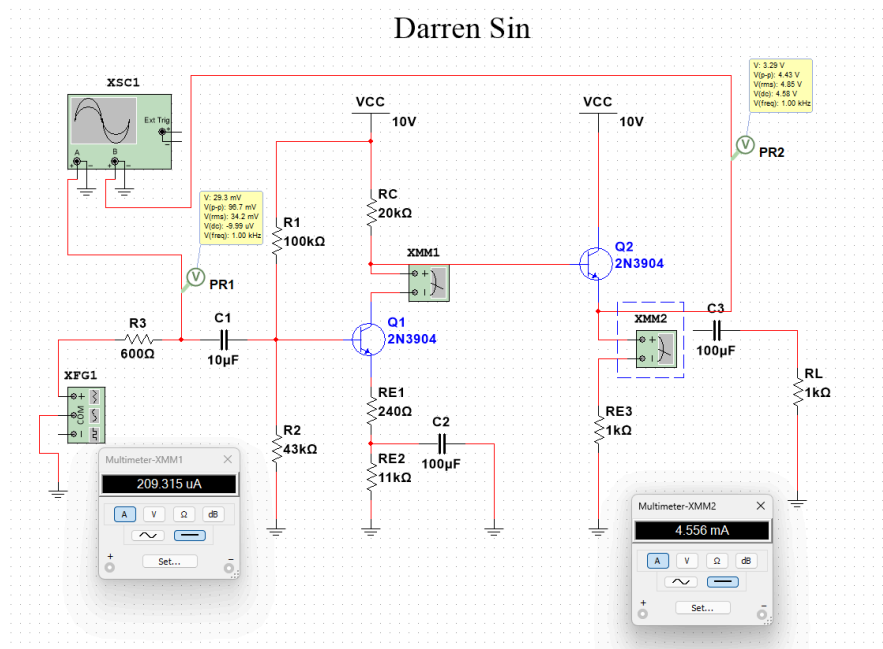 Darren Sin
XSC1
Ext Trig
+
A
B
+
-
+
-
VCC
10V
VCC
10V
V: 3.29 V
V(p-p): 4.43 V
V(rms): 4.85 V
V(dc): 4.58 V
V(freq): 1.00 kHz
V
PR2
V: 29.3 mV
V(p-p): 96.7 mV
V(rms): 34.2 mV
V(dc): -9.99 uV
V(freq): 1.00 kHz
V
PR1
RC
20kΩ
R1
100kΩ
XMM1
Q2
2N3904
R3
600Ω
C1
10µF
Q1
2N3904
XMM2
C3
100µF
XFG1
COM
RE1
240Ω
C2
100µF
RL
1kΩ
RE3
1kΩ
R2
43kΩ
RE2
11kΩ
Multimeter-XMM1
209.315 uA
A
V
Ω
dB
+
Set...
-
Multimeter-XMM2
4.556 mA
A
V
Ω
dB
+
Set...
-